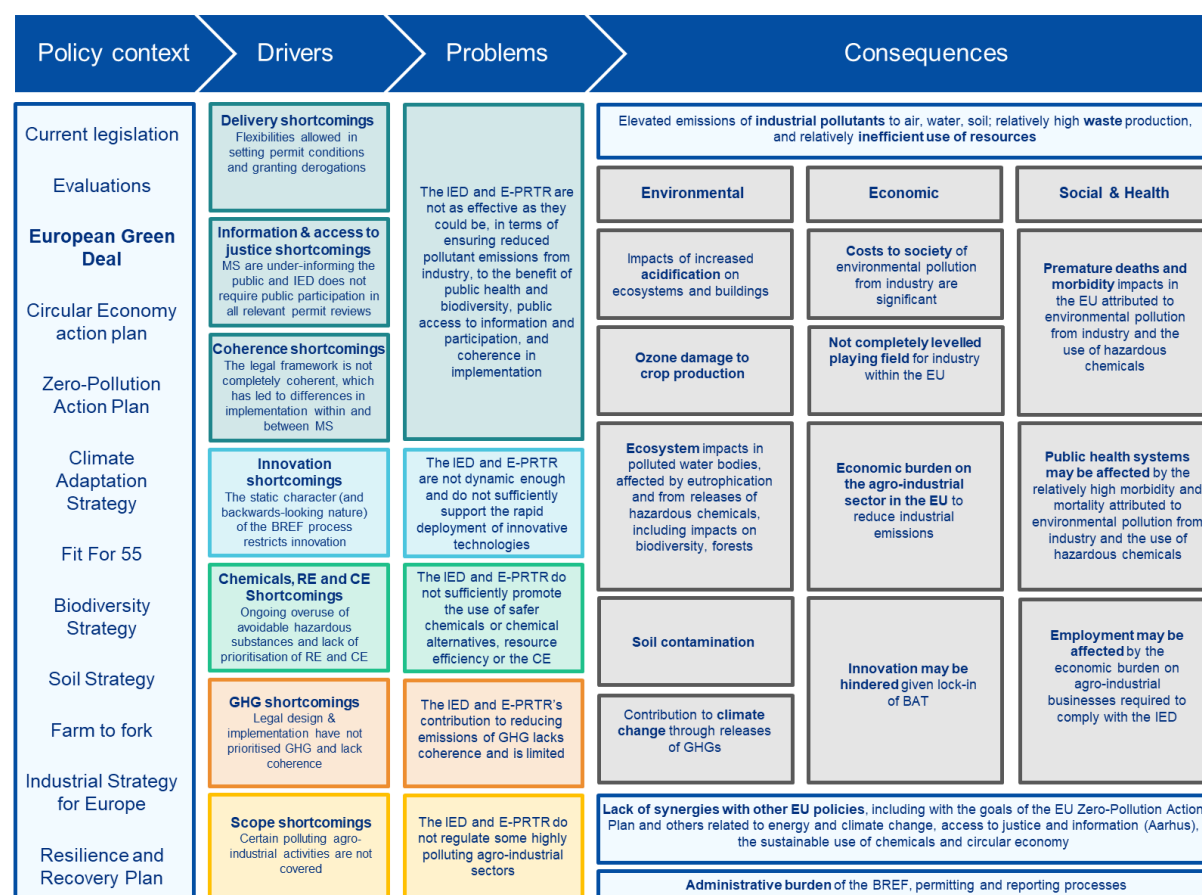 Policy context
Drivers
Problems
Consequences
Current legislation
Evaluations
European Green
Deal
Circular Economy
action plan
Zero-Pollution
Action Plan
Climate
Adaptation
Strategy
Fit For 55
Biodiversity
Strategy
Soil Strategy
Farm to fork
Industrial Strategy
for Europe
Resilience and
Recovery Plan
Delivery shortcomings
Flexibilities allowed in
setting permit conditions
and granting derogations
Information & access to
justice shortcomings
MS are under-informing the
public and IED does not
require public participation in
all relevant permit reviews
Coherence shortcomings
The legal framework is not
completely coherent, which
has led to differences in
implementation within and
between MS
Innovation
shortcomings
The static character (and
backwards-looking nature)
of the BREF process
restricts innovation
Chemicals, RE and CE
Shortcomings
Ongoing overuse of
avoidable hazardous
substances and lack of
prioritisation of RE and CE
GHG shortcomings
Legal design &
implementation have not
prioritised GHG and lack
coherence
Scope shortcomings
Certain polluting agro-
industrial activities are not
covered
The IED and E-PRTR are
not as effective as they
could be, in terms of
ensuring reduced
pollutant emissions from
industry, to the benefit of
public health and
biodiversity, public
access to information and
participation, and
coherence in
implementation
The IED and E-PRTR
are not dynamic enough
and do not sufficiently
support the rapid
deployment of innovative
technologies
The IED and E-PRTR do
not sufficiently promote
the use of safer
chemicals or chemical
alternatives, resource
efficiency or the CE
The IED and E-PRTR's
contribution to reducing
emissions of GHG lacks
coherence and is limited
The IED and E-PRTR do
not regulate some highly
polluting agro-industrial
sectors
Elevated emissions of industrial pollutants to air, water, soil; relatively high waste production,
and relatively inefficient use of resources
Environmental
Economic
Social & Health
Impacts of increased
acidification on
ecosystems and buildings
Ozone damage to
crop production
Ecosystem impacts in
polluted water bodies,
affected by eutrophication
and from releases of
hazardous chemicals,
including impacts on
biodiversity, forests
Soil contamination
Contribution to climate
change through releases
of GHGs
Costs to society of
environmental pollution
from industry are
significant
Not completely levelled
playing field for industry
within the EU
Economic burden on
the agro-industrial
sector in the EU to
reduce industrial
emissions
Innovation may be
hindered given lock-in
of BAT
Premature deaths and
morbidity impacts in
the EU attributed to
environmental pollution
from industry and the
use of hazardous
chemicals
Public health systems
may be affected by the
relatively high morbidity and
mortality attributed to
environmental pollution from
industry and the use of
hazardous chemicals
Employment may be
affected by the
economic burden on
agro-industrial
businesses required to
comply with the IED
Lack of synergies with other EU policies, including with the goals of the EU Zero-Pollution Action
Plan and others related to energy and climate change, access to justice and information (Aarhus),
the sustainable use of chemicals and circular economy
Administrative burden of the BREF, permitting and reporting processes